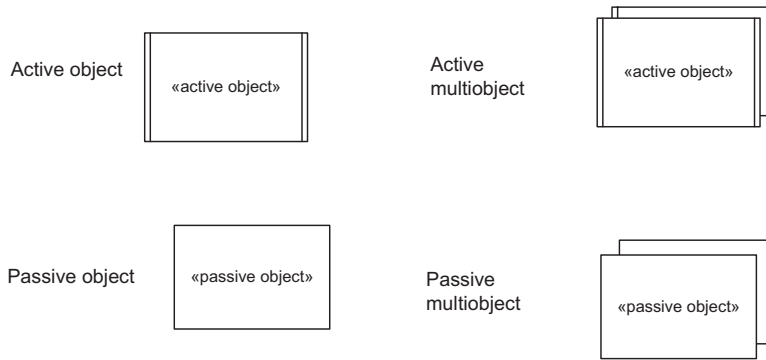 Active object
«active object»
Active
multiobject
«active object»
Passive object
«passive object»
Passive
multiobject
«passive object»